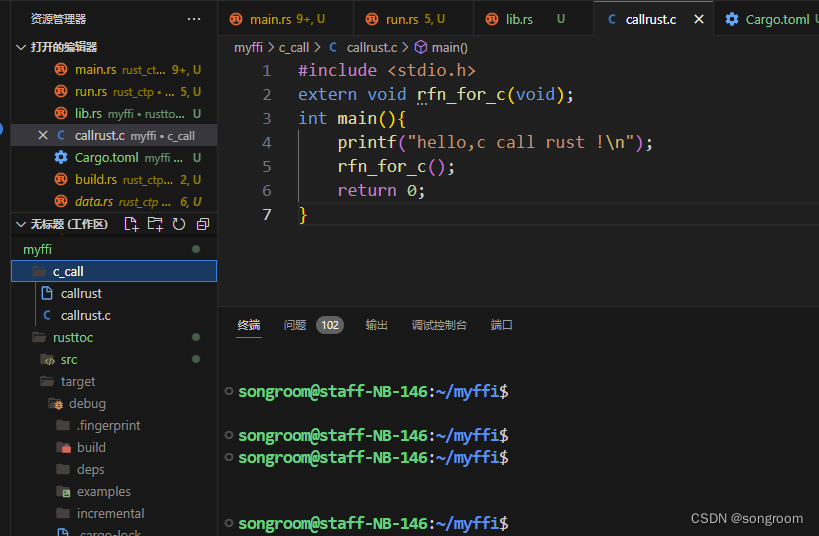 资源管理器 ···
打开的编辑器
main.rs rust_ct... 9+, U
run.rs rust_ctp ... 5, U
lib.rs myffi • rustto... U
callrust.c myffi • c_call
Cargo.toml myffi ... U
build.rs rust_ctp... 2, U
data.rs rust_ctp ... 6, U
无标题 (工作区)
myffi
c_call
callrust
callrust.c
rusttoc
src
target
debug
.fingerprint
build
deps
examples
incremental
.cargo-lock
main.rs 9+, U
run.rs 5, U
lib.rs U
callrust.c
Cargo.toml U
myffi > c_call > C callrust.c > main()
1 #include <stdio.h>
2 extern void rfn_for_c(void);
3 int main(){
4 printf("hello,c call rust !\n");
5 rfn_for_c();
6 return 0;
7 }
终端 问题 102 输出 调试控制台 端口
songroom@staff-NB-146:~/myffi$
songroom@staff-NB-146:~/myffi$
songroom@staff-NB-146:~/myffi$
songroom@staff-NB-146:~/myffi$
CSDN @songroom